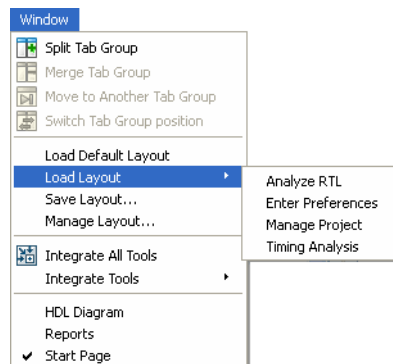 Window
Split Tab Group
Merge Tab Group
Move to Another Tab Group
Switch Tab Group position
Load Default Layout
Load Layout
Save Layout...
Manage Layout...
Analyze RTL
Enter Preferences
Manage Project
Timing Analysis
Integrate All Tools
Integrate Tools
HDL Diagram
Reports
Start Page